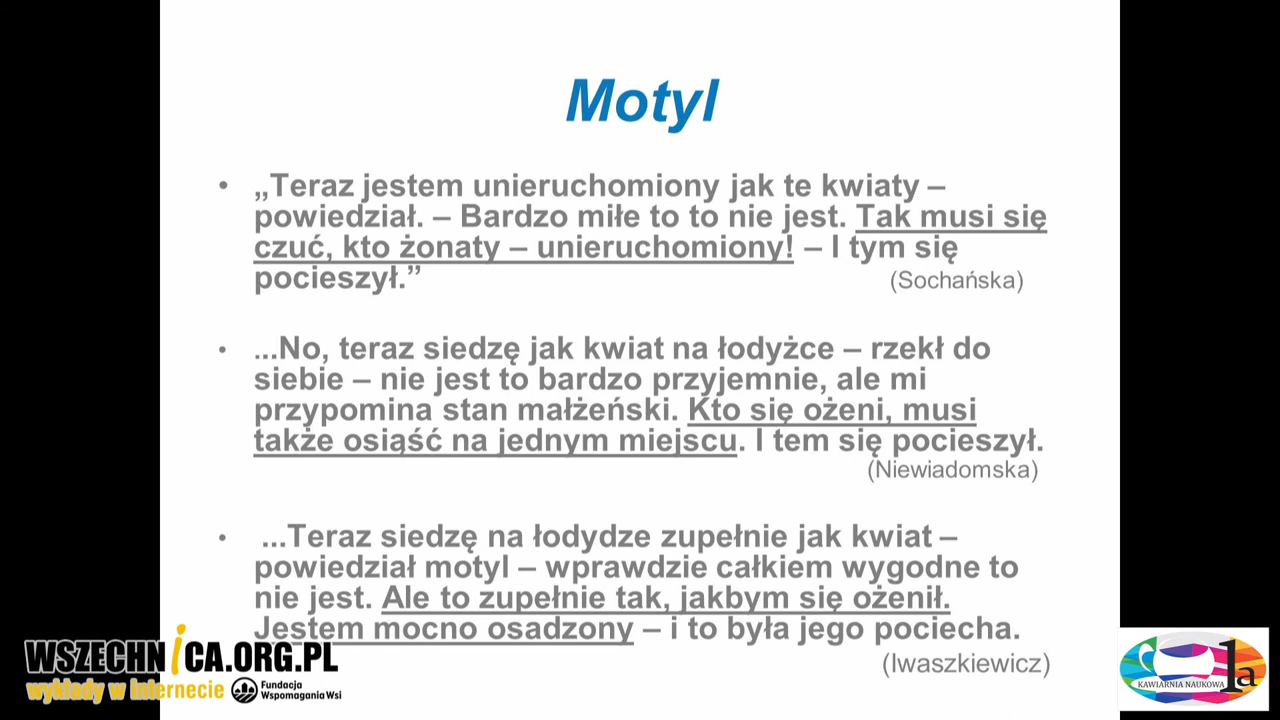 Motyl
• „Teraz jestem unieruchomiony jak te kwiaty –
powiedział. – Bardzo miłe to to nie jest. Tak musi się
czuć, kto żonaty – unieruchomiony! – I tym się
pocieszył.” (Sochańska)
• ...No, teraz siedzę jak kwiat na łodyżce – rzekł do
siebie – nie jest to bardzo przyjemnie, ale mi
przypomina stan małżeński. Kto się ożeni, musi
także osiąść na jednym miejscu. I tem się pocieszył.
(Niewiadomska)
• ...Teraz siedzę na łodydze zupełnie jak kwiat –
powiedział motyl – wprawdzie całkiem wygodne to
nie jest. Ale to zupełnie tak, jakbym się ożenił.
Jestem mocno osadzony – i to była jego pociecha.
(Iwaszkiewicz)
WSZECHNICA.ORG.PL
wykłady w Internecie
Fundacja
Wspomagania Wsi
KAWIARNIA NAUKOWA 1a